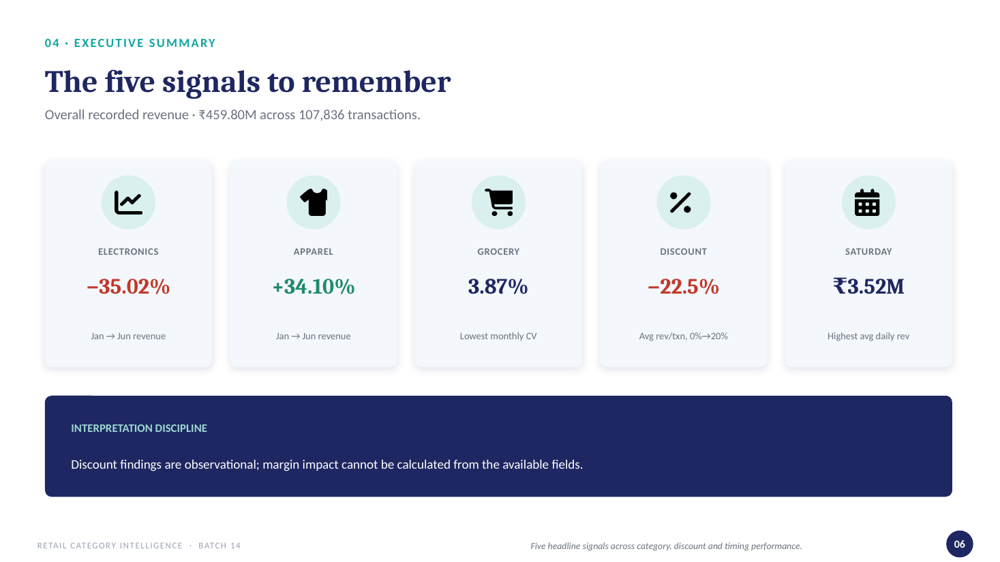 04 · EXECUTIVE SUMMARY
The five signals to remember
Overall recorded revenue · ₹459.80M across 107,836 transactions.
ELECTRONICS
–35.02%
Jan → Jun revenue
APPAREL
+34.10%
Jan → Jun revenue
GROCERY
3.87%
Lowest monthly CV
DISCOUNT
–22.5%
Avg rev/txn, 0%→20%
SATURDAY
₹3.52M
Highest avg daily rev
INTERPRETATION DISCIPLINE
Discount findings are observational; margin impact cannot be calculated from the available fields.
RETAIL CATEGORY INTELLIGENCE · BATCH 14
Five headline signals across category, discount and timing performance.
06